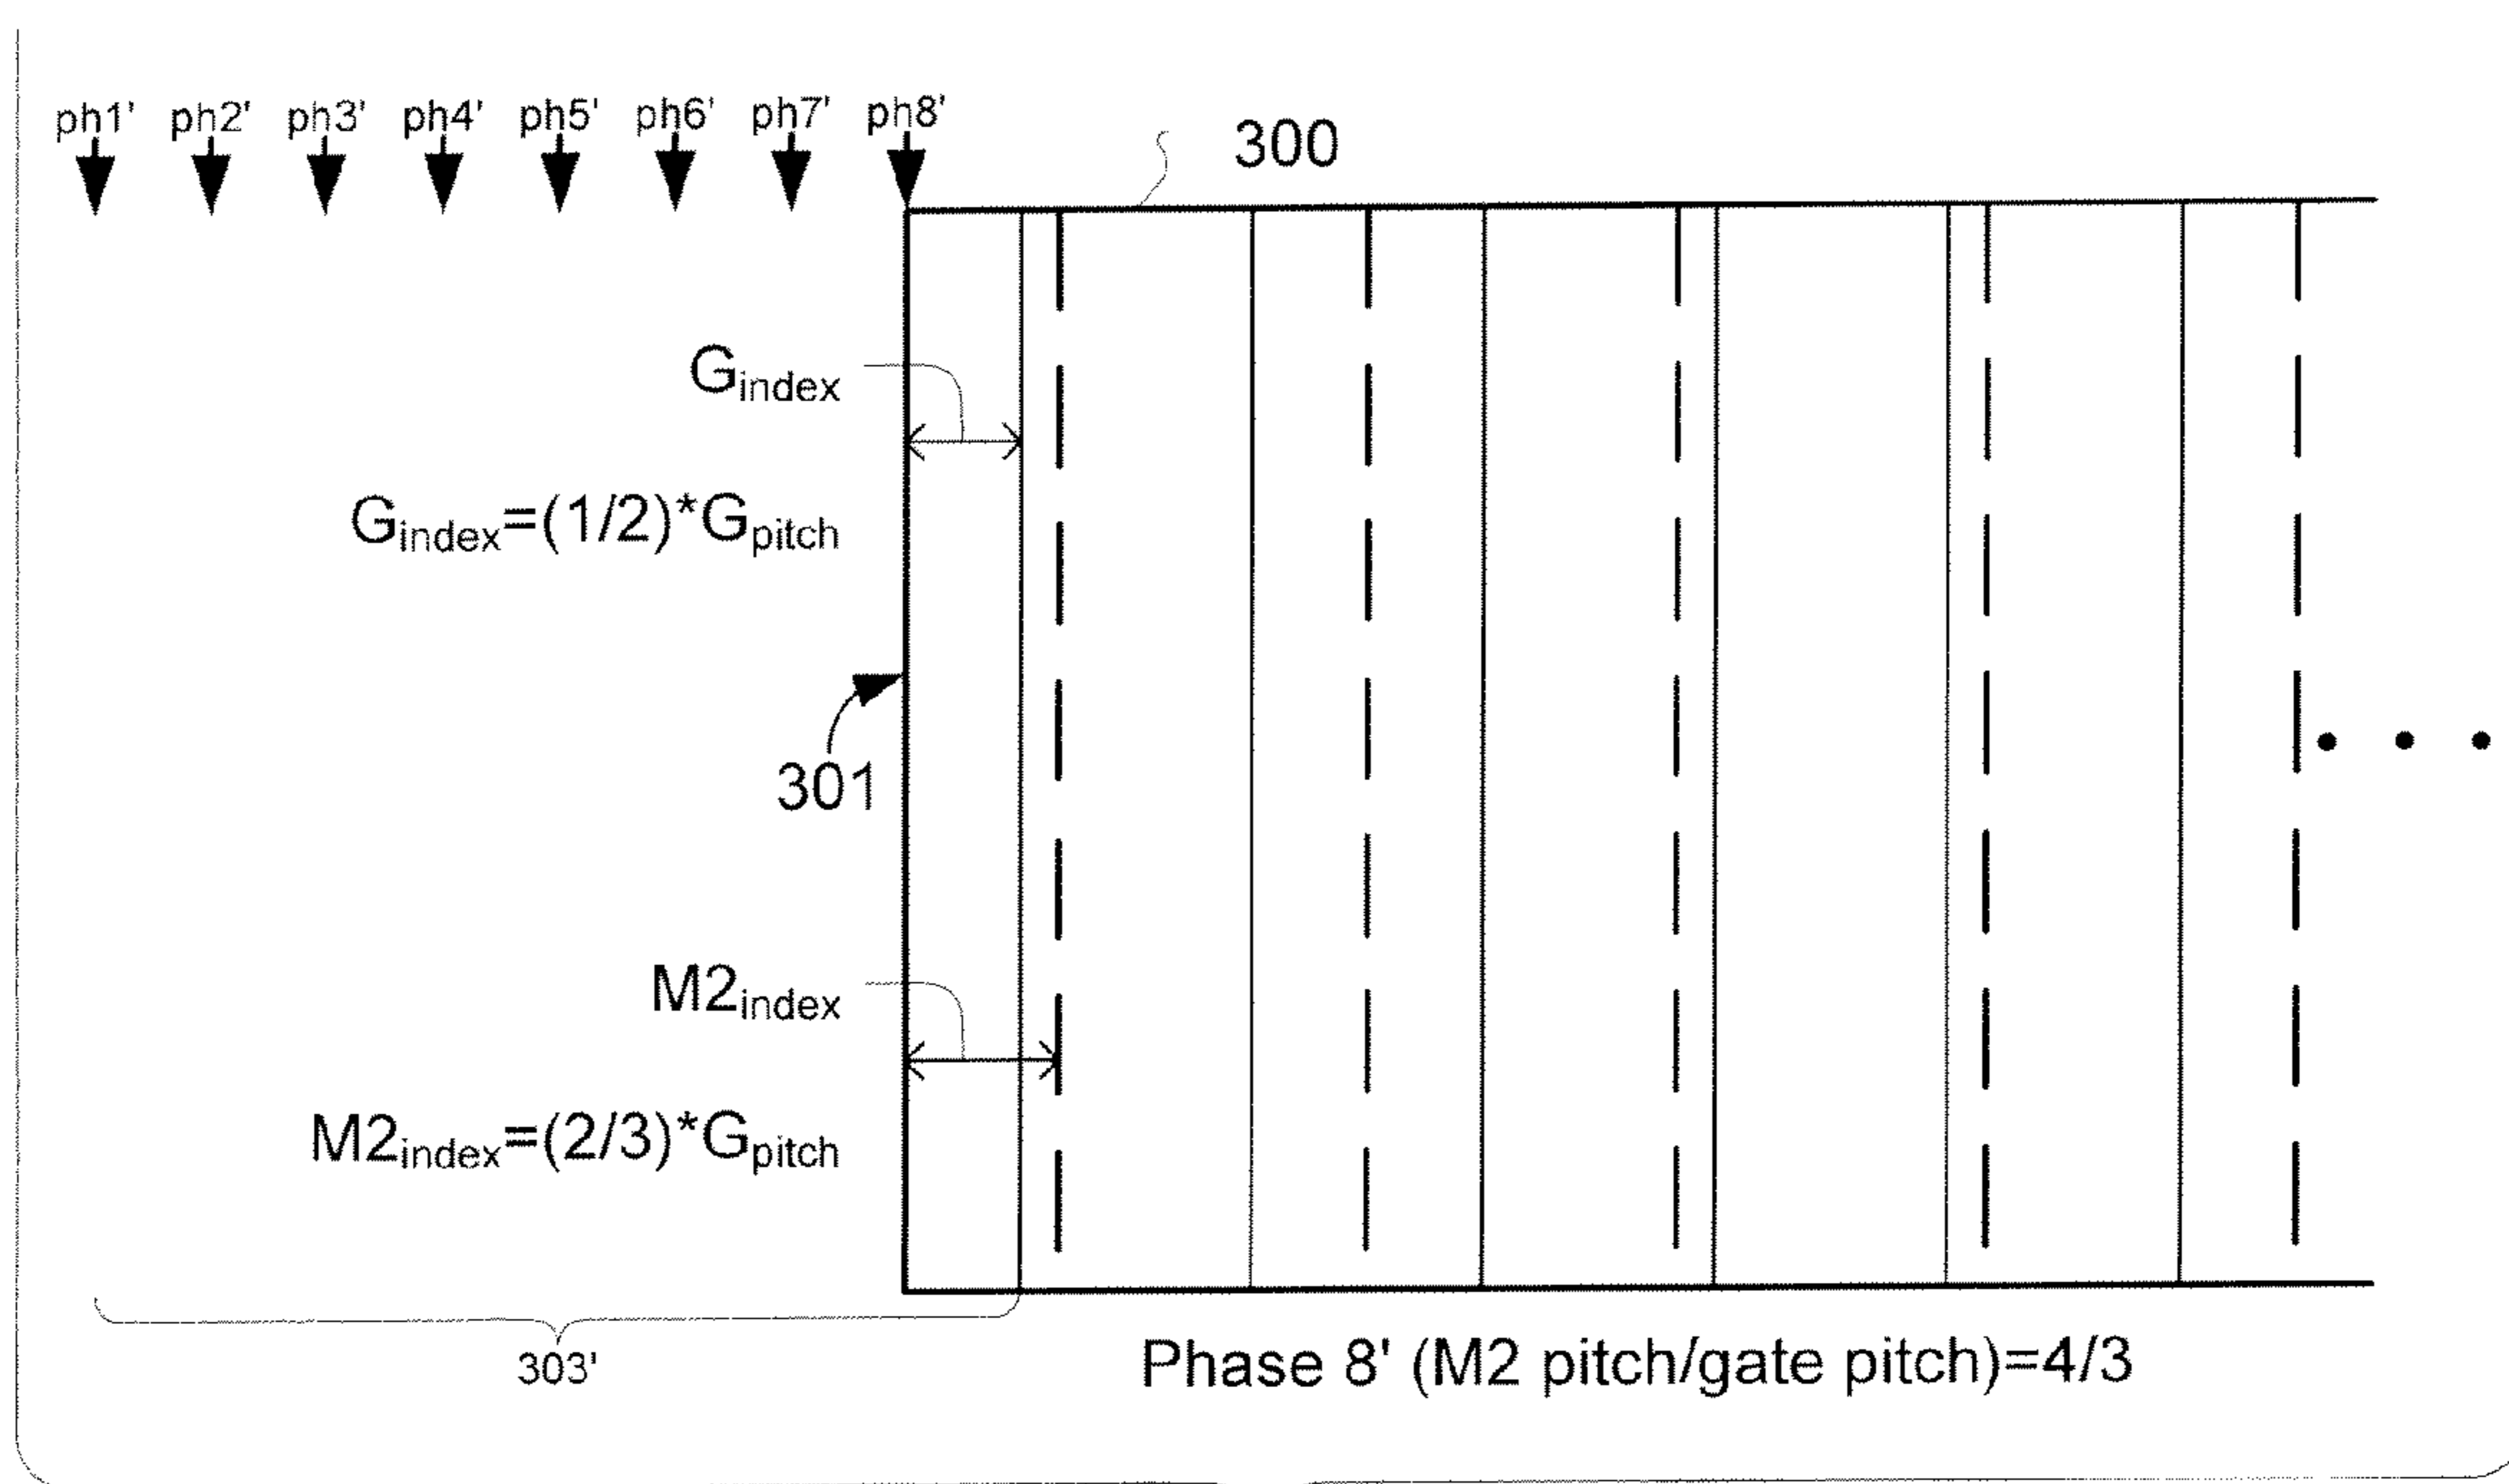 ph1' ph2' ph3' ph4' ph5' ph6' ph7' ph8'
300
Gindex
Gindex=(1/2)*Gpitch
301
M2index
M2index=(2/3)*Gpitch
303'
Phase 8' (M2 pitch/gate pitch)=4/3